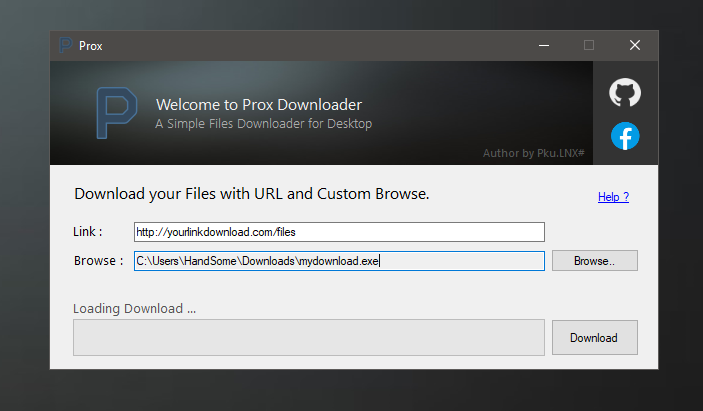 Prox
Welcome to Prox Downloader
A Simple Files Downloader for Desktop
Author by Pku.LNX#
Download your Files with URL and Custom Browse.
Help ?
Link : http://yourlinkdownload.com/files
Browse : C:\Users\HandSome\Downloads\mydownload.exe Browse..
Loading Download ...
Download